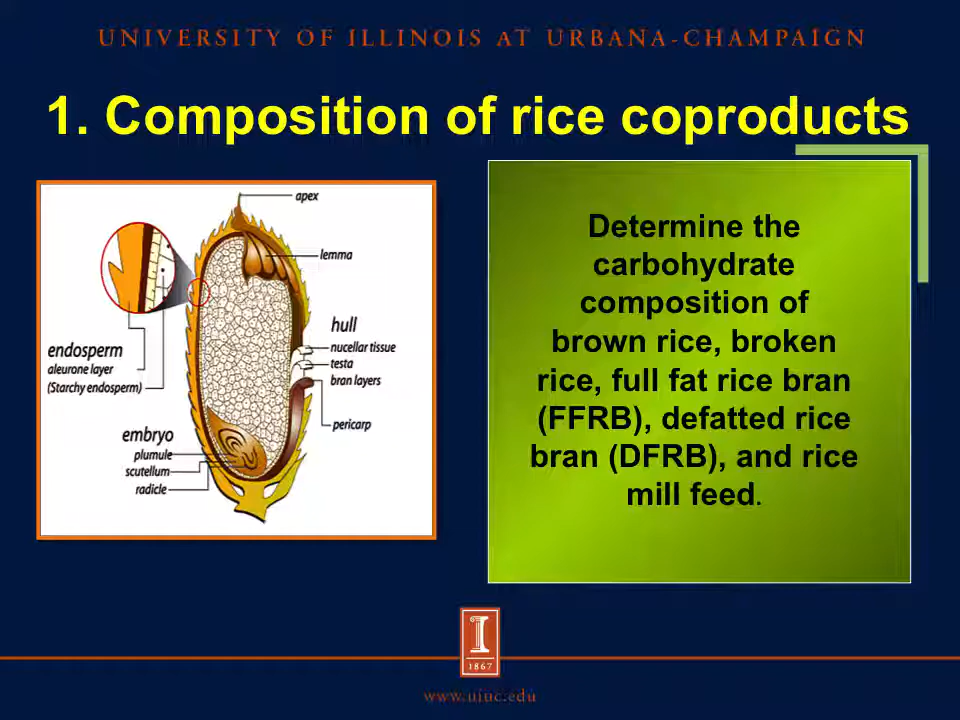 UNIVERSITY OF ILLINOIS AT URBANA-CHAMPAIGN
1. Composition of rice coproducts
apex
lemma
hull
nucellar tissue
testa
bran layers
pericarp
endosperm
aleurone layer
(Starchy endosperm)
embryo
plumule
scutellum
radicle
Determine the
carbohydrate
composition of
brown rice, broken
rice, full fat rice bran
(FFRB), defatted rice
bran (DFRB), and rice
mill feed.
I
1867
www.uiuc.edu